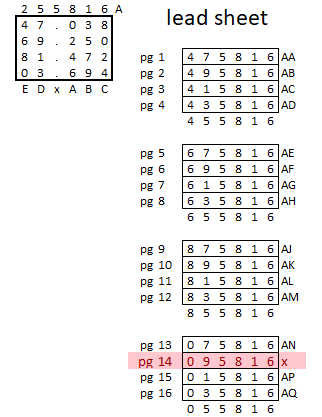 2 5 5 8 1 6 A
4 7 . 0 3 8
6 9 . 2 5 0
8 1 . 4 7 2
0 3 . 6 9 4
E D x A B C
lead sheet
pg 1 4 7 5 8 1 6 AA
pg 2 4 9 5 8 1 6 AB
pg 3 4 1 5 8 1 6 AC
pg 4 4 3 5 8 1 6 AD
4 5 5 8 1 6
pg 5 6 7 5 8 1 6 AE
pg 6 6 9 5 8 1 6 AF
pg 7 6 1 5 8 1 6 AG
pg 8 6 3 5 8 1 6 AH
6 5 5 8 1 6
pg 9 8 7 5 8 1 6 AJ
pg 10 8 9 5 8 1 6 AK
pg 11 8 1 5 8 1 6 AL
pg 12 8 3 5 8 1 6 AM
8 5 5 8 1 6
pg 13 0 7 5 8 1 6 AN
pg 14 0 9 5 8 1 6 x
pg 15 0 1 5 8 1 6 AP
pg 16 0 3 5 8 1 6 AQ
0 5 5 8 1 6